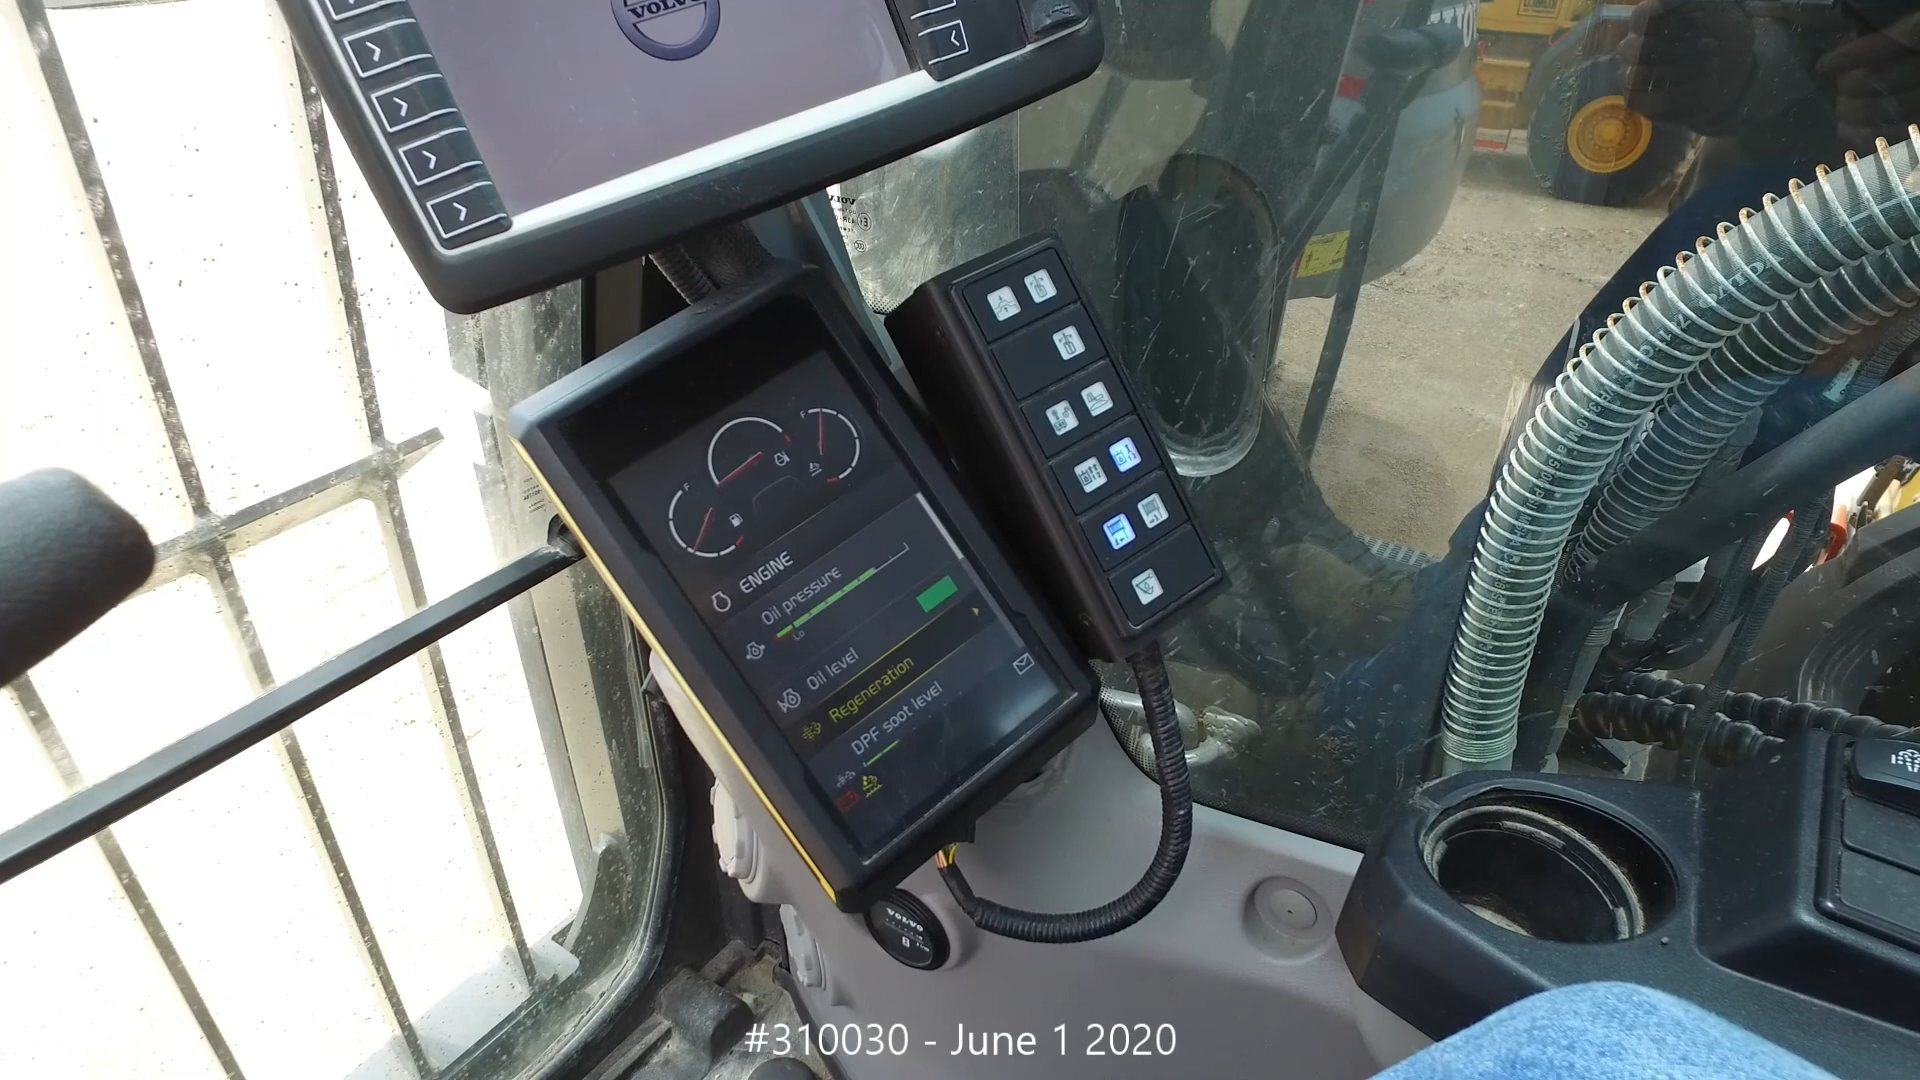 VOLVO
F
F
ENGINE
Oil pressure
Lo
Oil level
Regeneration
DPF soot level
VOLVO
#310030 - June 1 2020